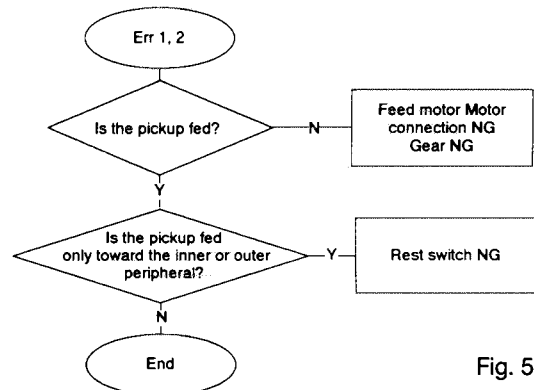 Err 1, 2
Is the pickup fed?
N
Feed motor Motor
connection NG
Gear NG
Y
Is the pickup fed
only toward the inner or outer
peripheral?
Y
Rest switch NG
N
End
Fig. 5